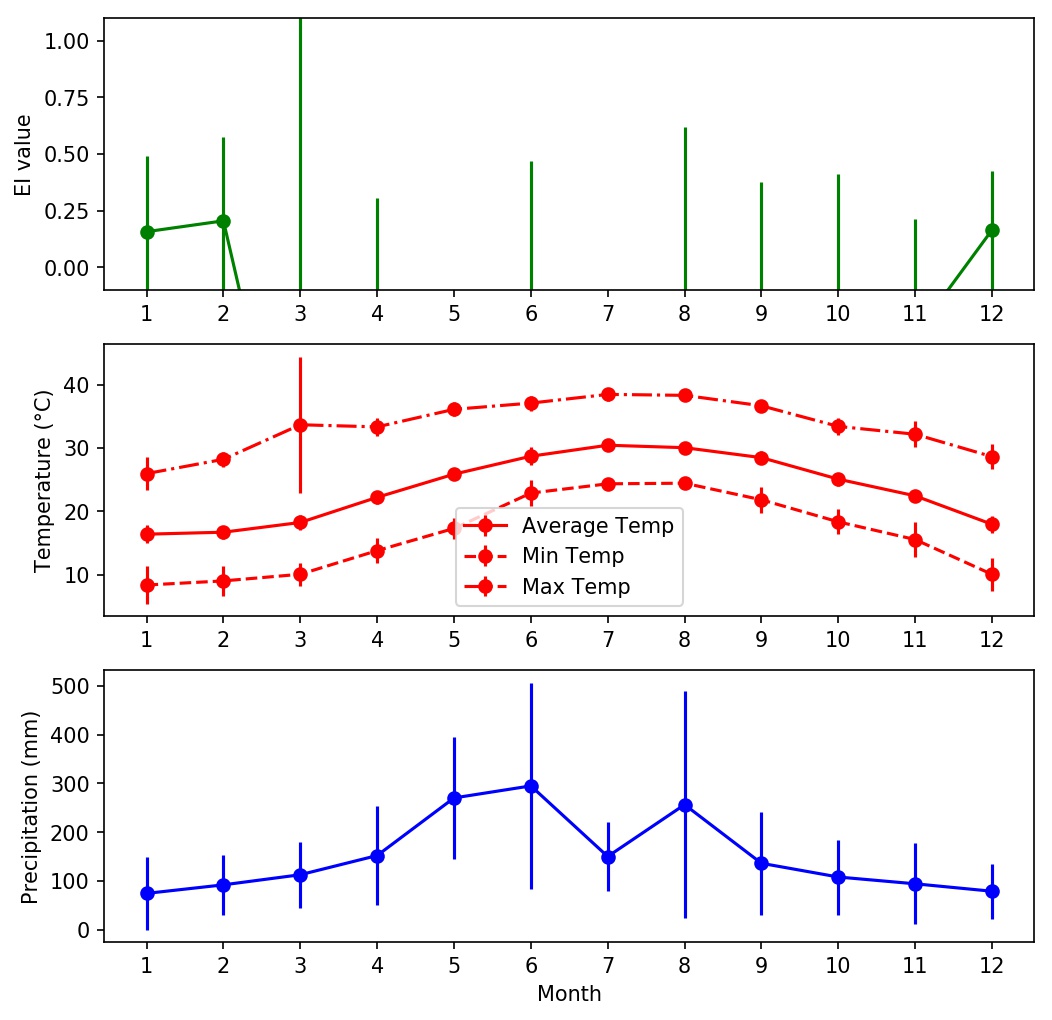 1.00
0.75
0.50
0.25
0.00
EI value
1 2 3 4 5 6 7 8 9 10 11 12
40
30
20
10
Temperature (°C)
Average Temp
Min Temp
Max Temp
1 2 3 4 5 6 7 8 9 10 11 12
500
400
300
200
100
0
Precipitation (mm)
1 2 3 4 5 6 7 8 9 10 11 12
Month